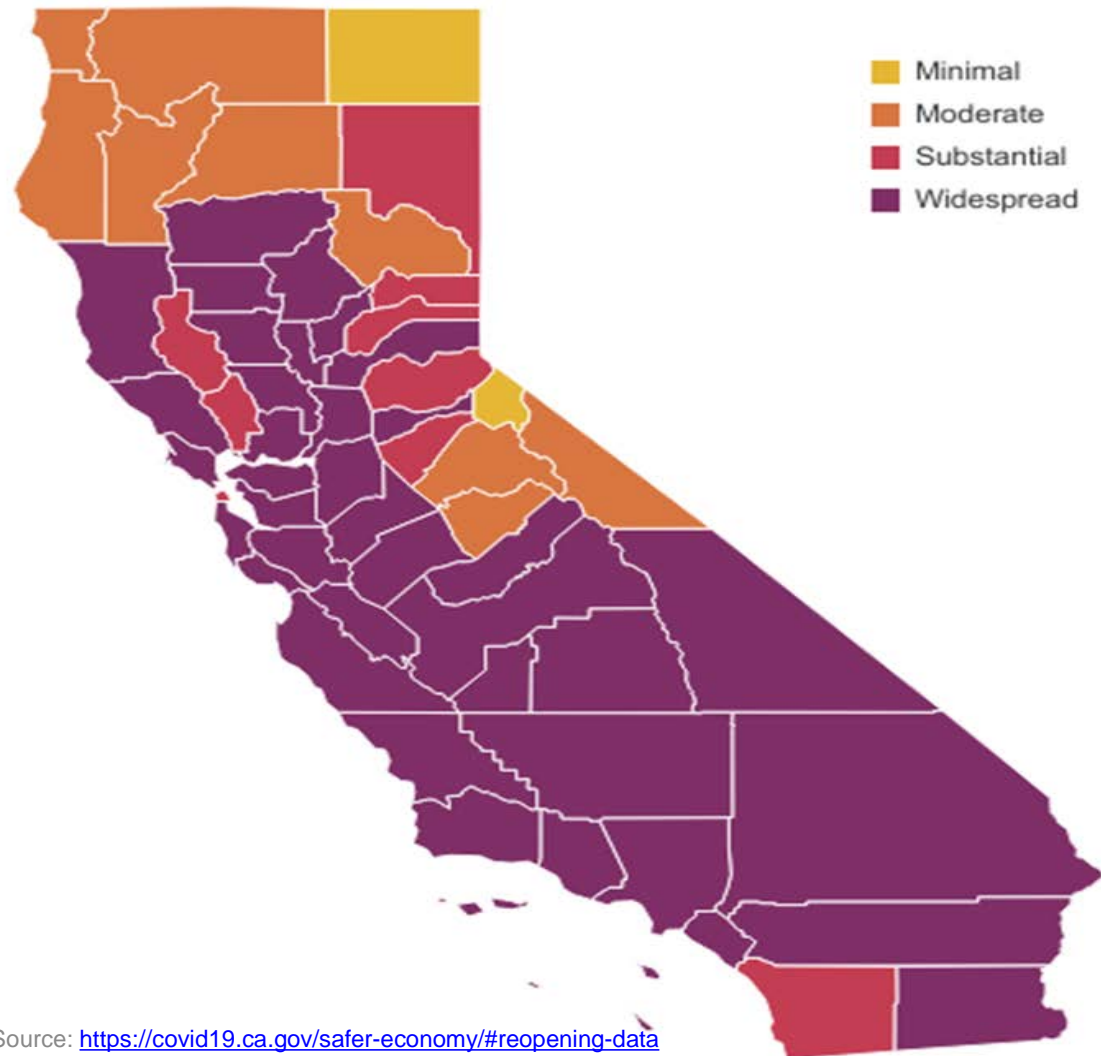 Minimal
Moderate
Substantial
Widespread
Source: https://covid19.ca.gov/safer-economy/#reopening-data